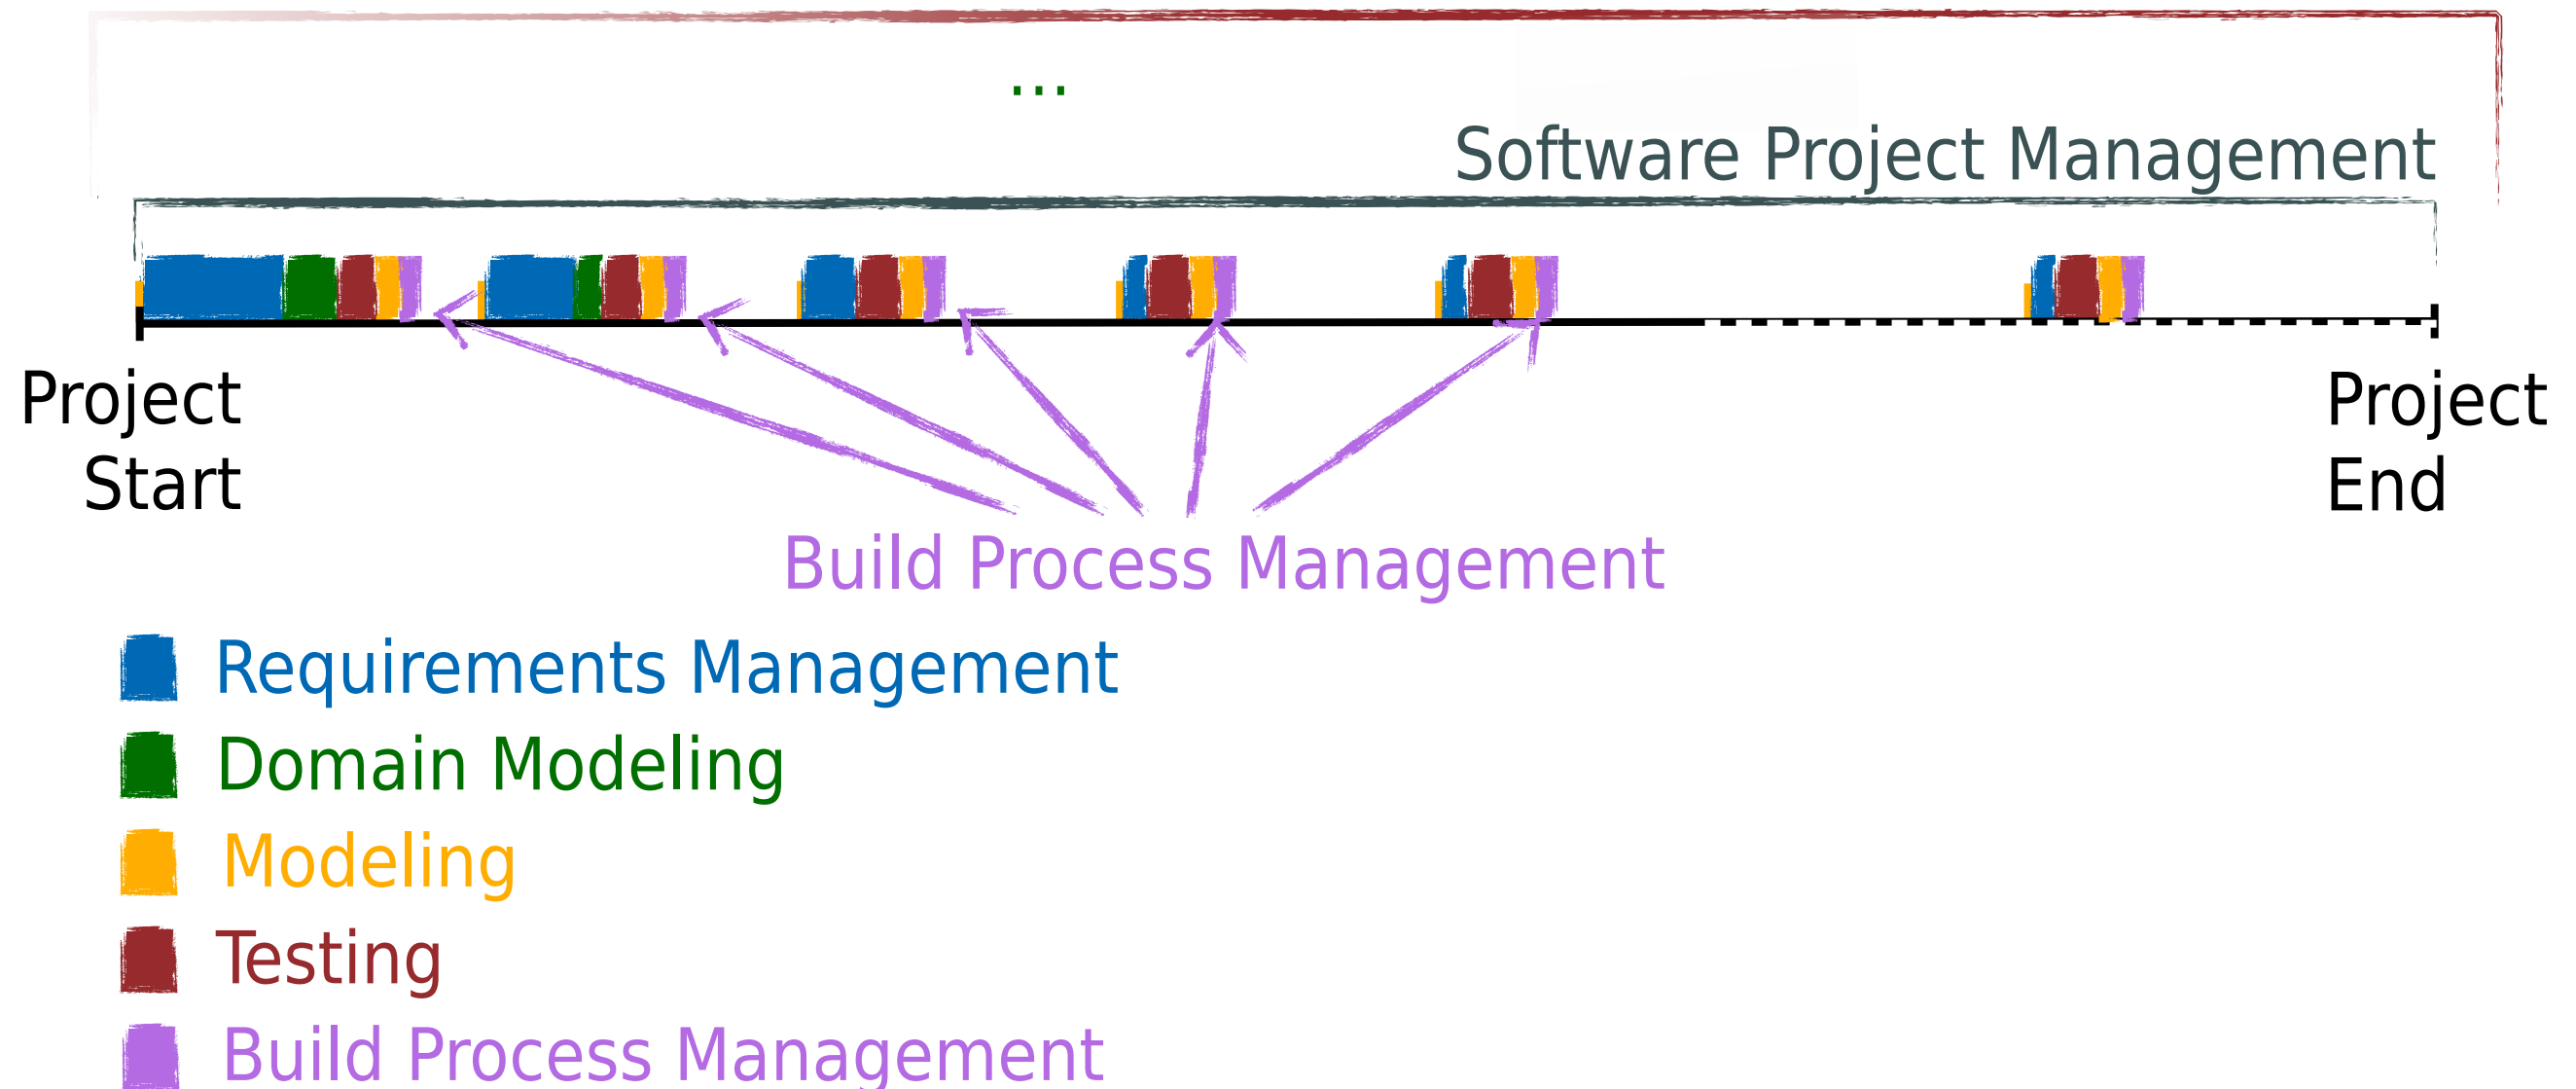 ...
Software Project Management
Project
Start
Project
End
Build Process Management
Requirements Management
Domain Modeling
Modeling
Testing
Build Process Management